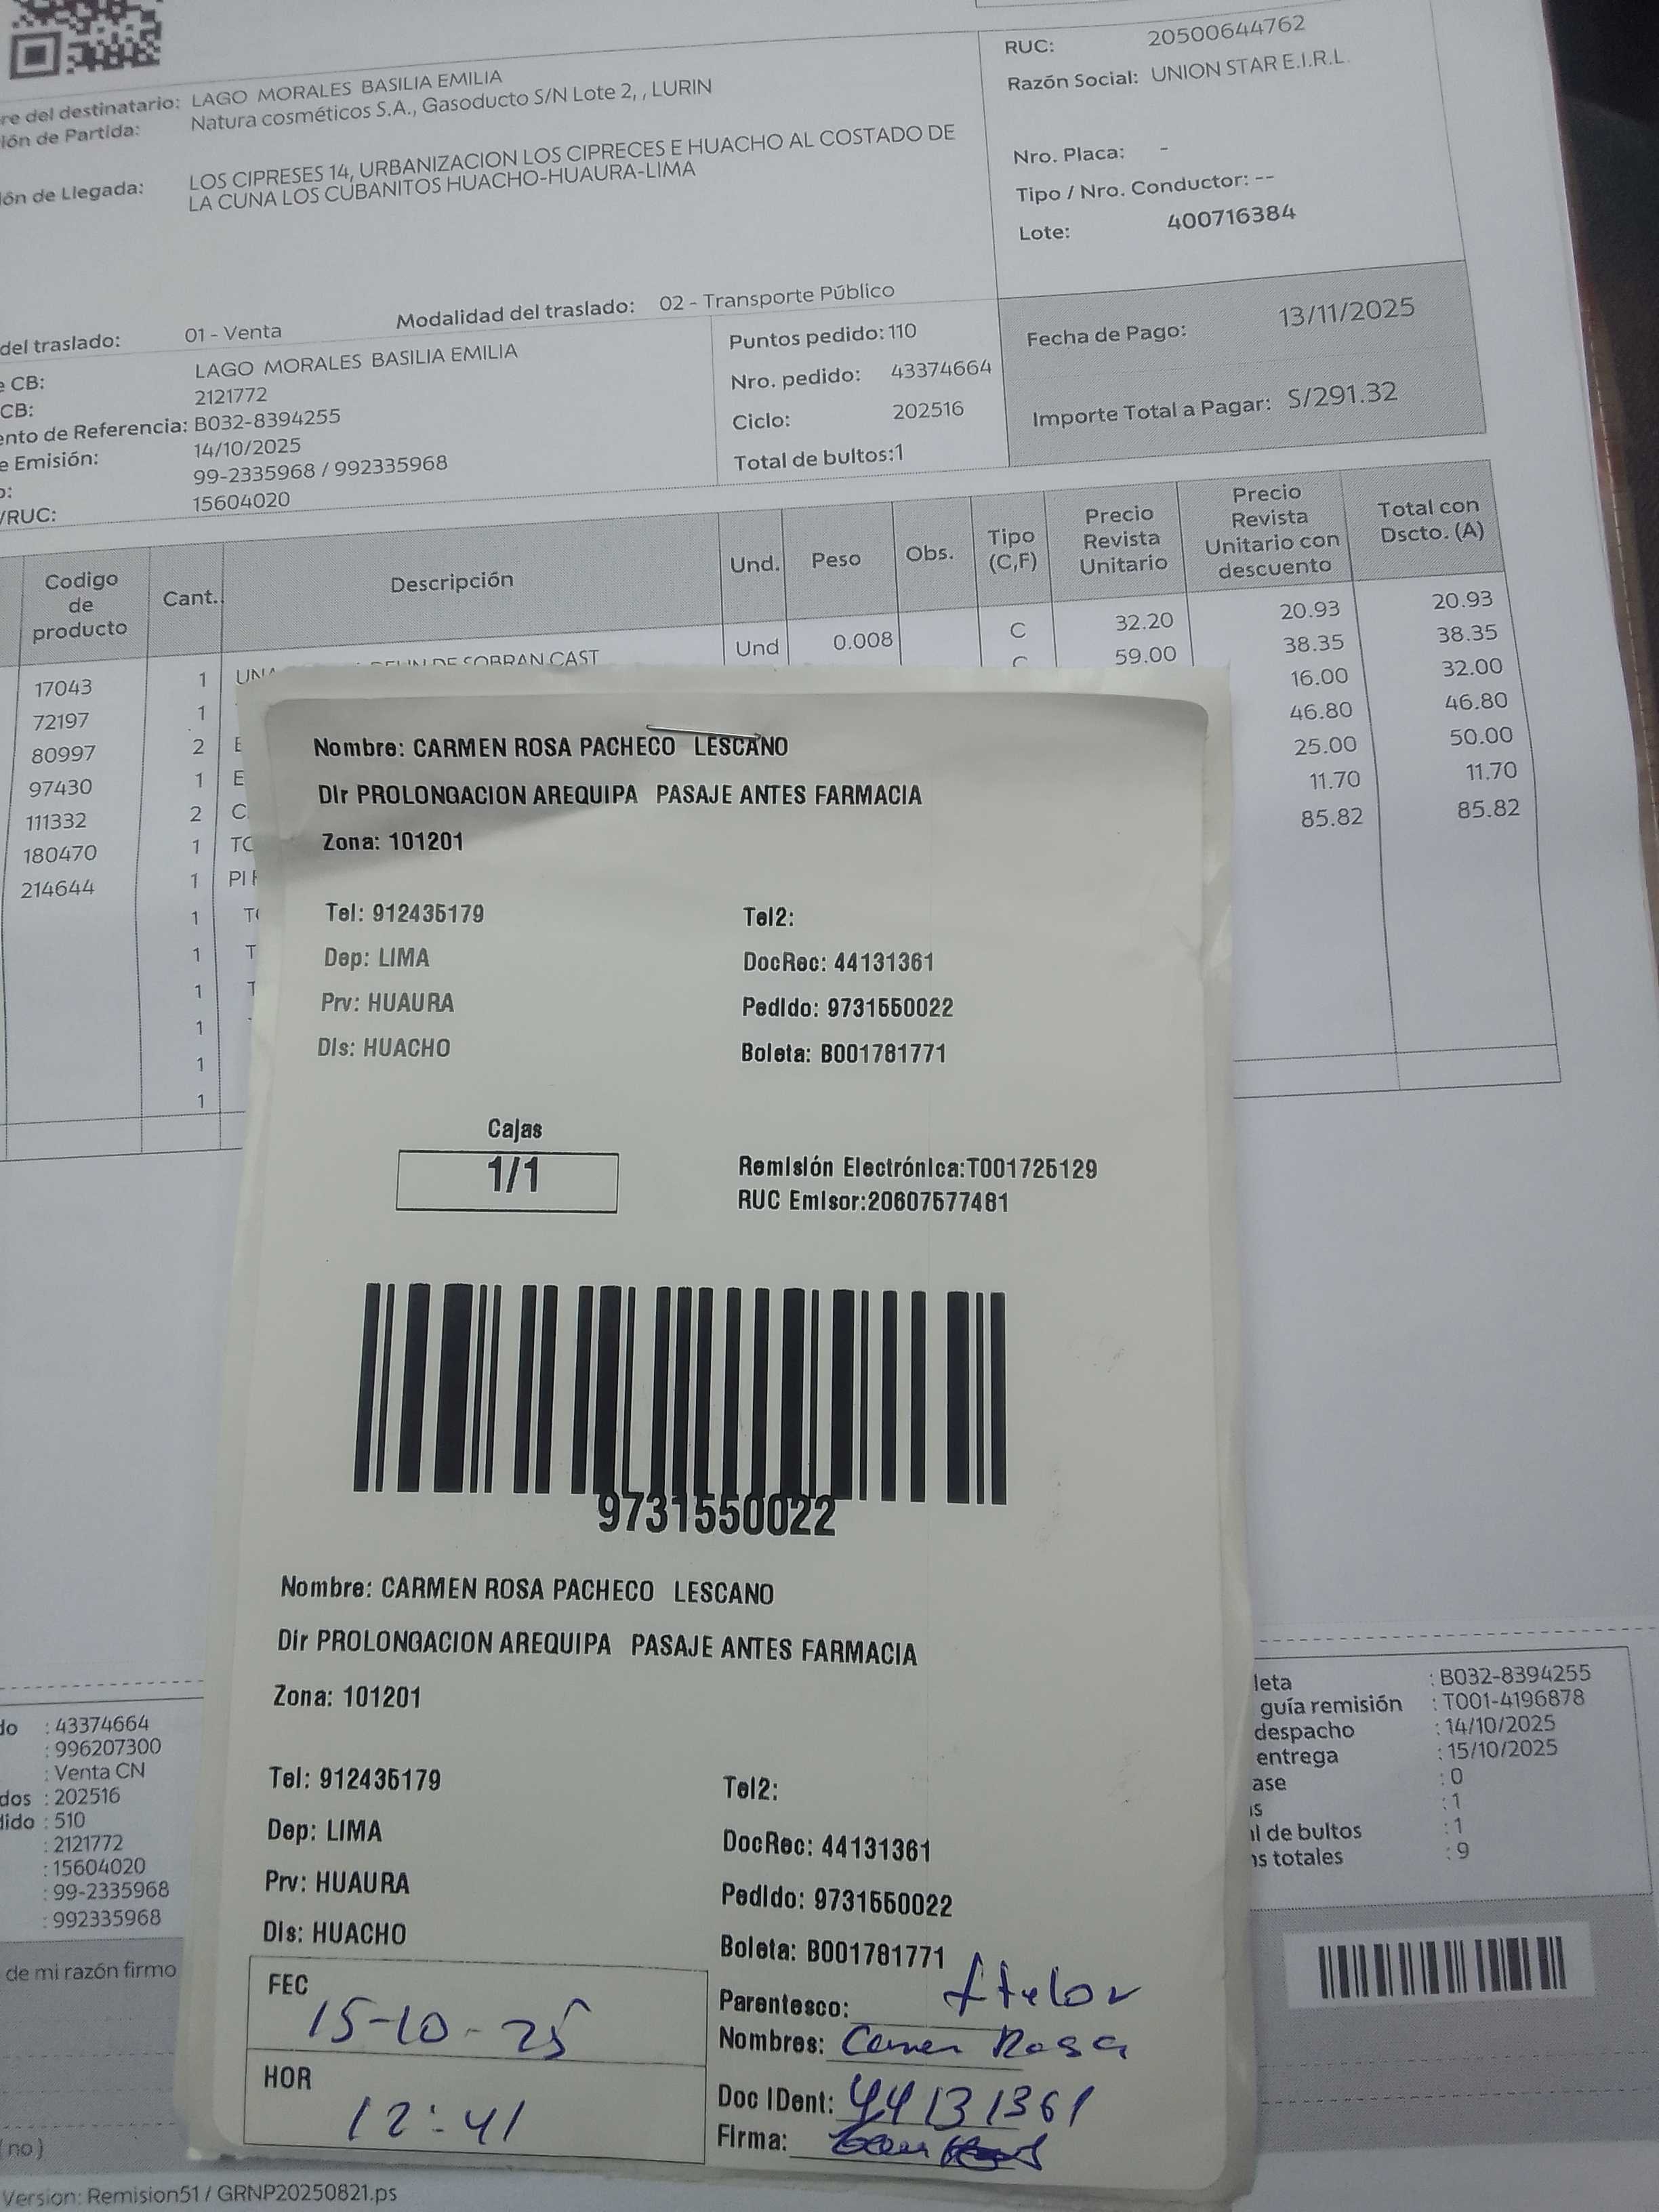 RUC: 20500644762
Razón Social: UNION STAR E.I.R.L.
re del destinatario: LAGO MORALES BASILIA EMILIA
ión de Partida: Natura cosméticos S.A., Gasoducto S/N Lote 2, , LURIN
ón de Llegada: LOS CIPRESES 14, URBANIZACION LOS CIPRECES E HUACHO AL COSTADO DE
LA CUNA LOS CUBANITOS HUACHO-HUAURA-LIMA
Nro. Placa: -
Tipo / Nro. Conductor: --
Lote: 400716384
del traslado: 01 - Venta Modalidad del traslado: 02 - Transporte Público
e CB: LAGO MORALES BASILIA EMILIA
CB: 2121772
ento de Referencia: B032-8394255
e Emisión: 14/10/2025
o: 99-2335968 / 992335968
/RUC: 15604020
Puntos pedido: 110
Nro. pedido: 43374664
Ciclo: 202516
Total de bultos:1
Fecha de Pago: 13/11/2025
Importe Total a Pagar: S/291.32
Codigo de producto Cant. Descripción Und. Peso Obs. Tipo (C,F) Precio Revista Unitario Precio Revista Unitario con descuento Total con Dscto. (A)
17043 1 DE SOBRAN CAST Und 0.008 C 32.20 20.93 20.93
72197 1 C 59.00 38.35 38.35
80997 2 E 16.00 32.00
97430 1 E 46.80 46.80
111332 2 C 25.00 50.00
180470 1 TC 11.70 11.70
214644 1 PI 85.82 85.82
1 T
1 T
1 T
1
1
1
Nombre: CARMEN ROSA PACHECO LESCANO
Dir PROLONGACION AREQUIPA PASAJE ANTES FARMACIA
Zona: 101201
Tel: 912435179 Tel2:
Dep: LIMA DocRec: 44131361
Prv: HUAURA Pedido: 9731550022
Dis: HUACHO Boleta: B001781771
Cajas
1/1
Remisión Electrónica:T001725129
RUC Emisor:20607577481
9731550022
Nombre: CARMEN ROSA PACHECO LESCANO
Dir PROLONGACION AREQUIPA PASAJE ANTES FARMACIA
Zona: 101201
Tel: 912435179 Tel2:
Dep: LIMA DocRec: 44131361
Prv: HUAURA Pedido: 9731550022
Dis: HUACHO Boleta: B001781771
FEC 15-10-25
HOR 12:41
Parentesco:
Nombres: Carmen Rosa
Doc IDent: 44131361
Firma:
do : 43374664
: 996207300
: Venta CN
dos : 202516
dido : 510
: 2121772
: 15604020
: 99-2335968
: 992335968
de mi razón firmo
leta : B032-8394255
guía remisión : T001-4196878
despacho : 14/10/2025
entrega : 15/10/2025
ase : 0
as : 1
al de bultos : 1
ns totales : 9
( no )
Version: Remision51 / GRNP20250821.ps